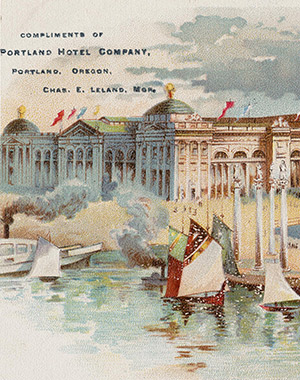 COMPLIMENTS OF
PORTLAND HOTEL COMPANY,
PORTLAND, OREGON,
CHAS. E. LELAND, MGR.